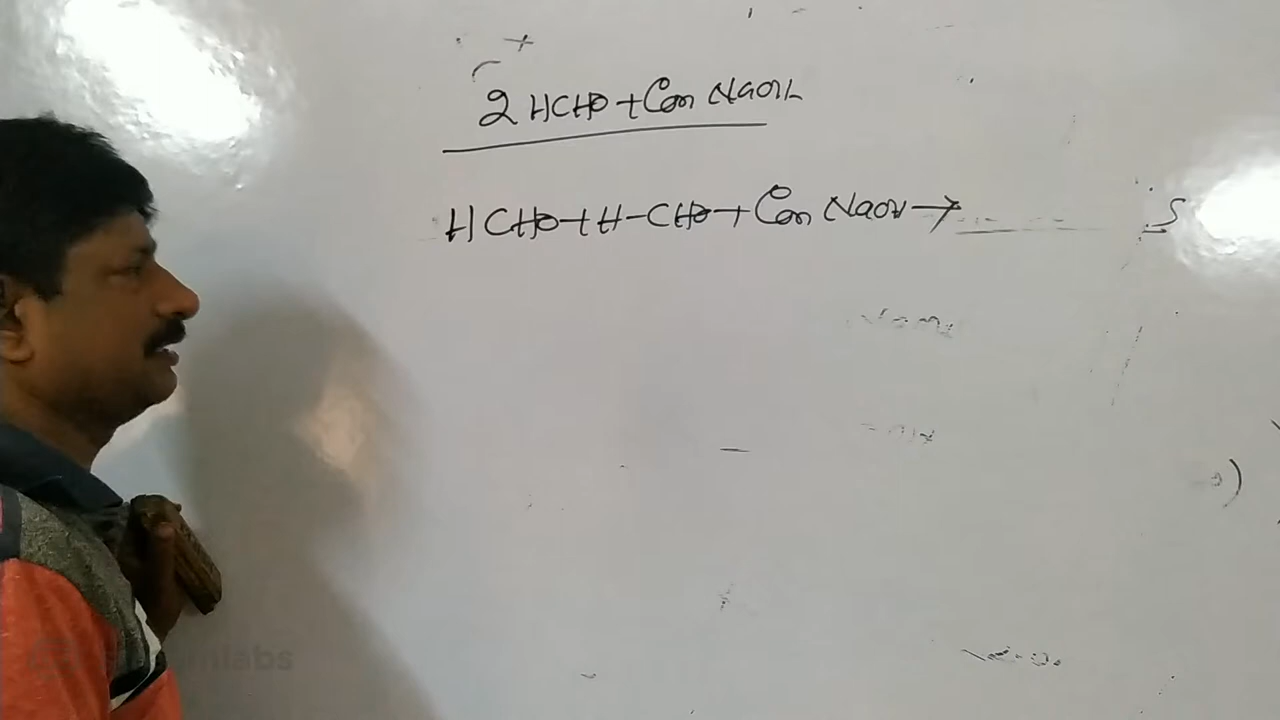 2 HCHO + Con NaOH
HCHO + H-CHO + Con NaOH →